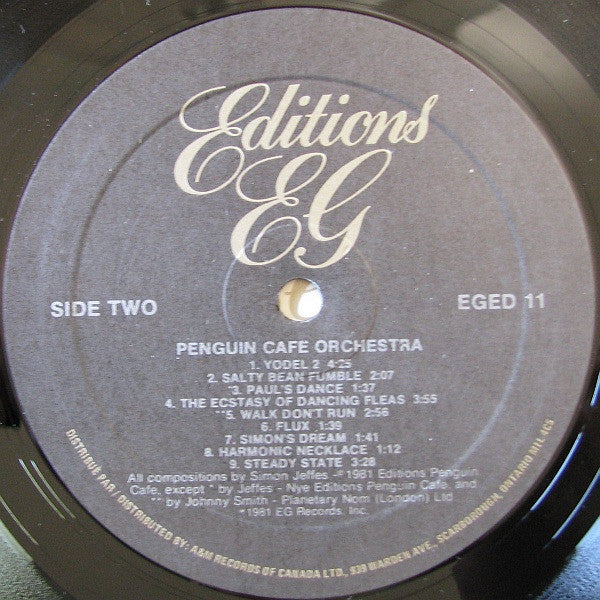 Editions
EG
SIDE TWO
EGED 11
PENGUIN CAFE ORCHESTRA
1. YODEL 2 4:25
2. SALTY BEAN FUMBLE 2:07
*3. PAUL'S DANCE 1:37
4. THE ECSTASY OF DANCING FLEAS 3:55
**5. WALK DON'T RUN 2:56
6. FLUX 1:39
7. SIMON'S DREAM 1:41
8. HARMONIC NECKLACE 1:12
9. STEADY STATE 3:28
All compositions by Simon Jeffes - ℗ 1981 Editions Penguin
Cafe, except * by Jeffes - Nye Editions Penguin Cafe, and
** by Johnny Smith - Planetary Nom (London) Ltd
℗1981 EG Records, Inc.
DISTRIBUÉ PAR / DISTRIBUTED BY: A&M RECORDS OF CANADA LTD., 939 WARDEN AVE., SCARBOROUGH, ONTARIO M1L 4C5